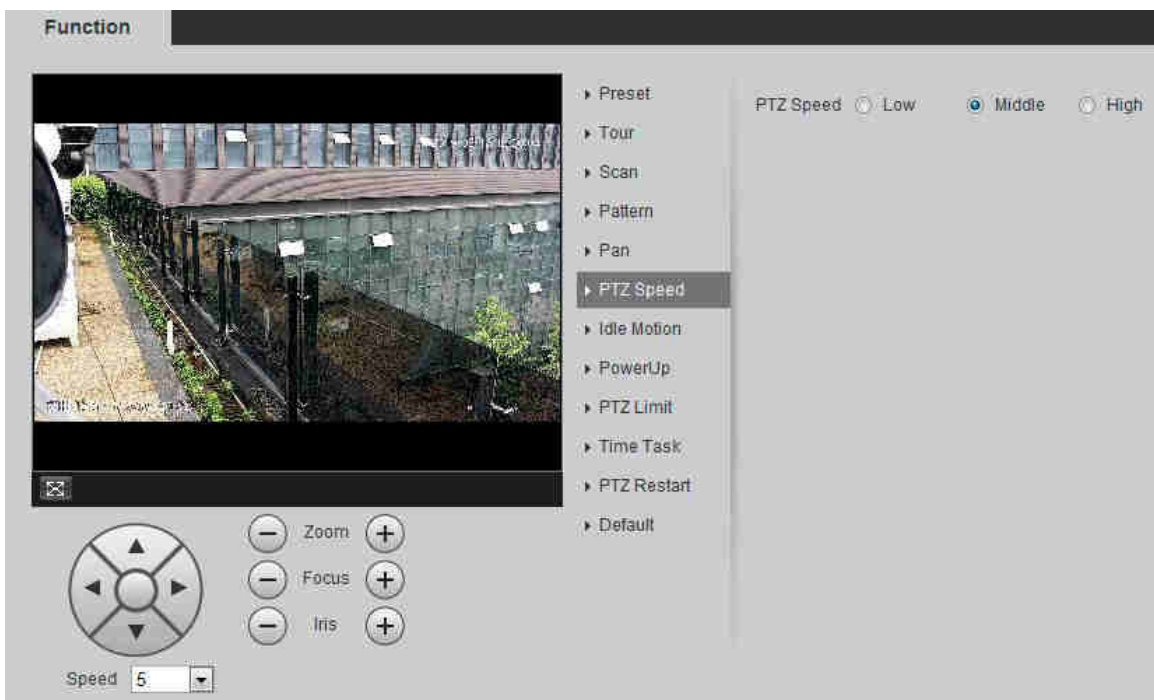 Function
Preset
PTZ Speed Low Middle High
Tour
Scan
Pattern
Pan
PTZ Speed
Idle Motion
PowerUp
PTZ Limit
Time Task
PTZ Restart
Default
Zoom
Focus
Iris
Speed 5